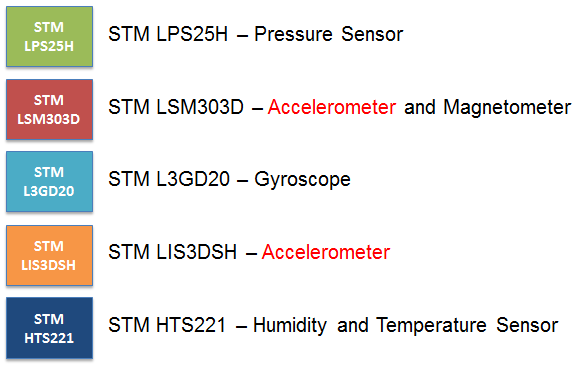 STM
LPS25H
STM LPS25H – Pressure Sensor
STM
LSM303D
STM LSM303D – Accelerometer and Magnetometer
STM
L3GD20
STM L3GD20 – Gyroscope
STM
LIS3DSH
STM LIS3DSH – Accelerometer
STM
HTS221
STM HTS221 – Humidity and Temperature Sensor